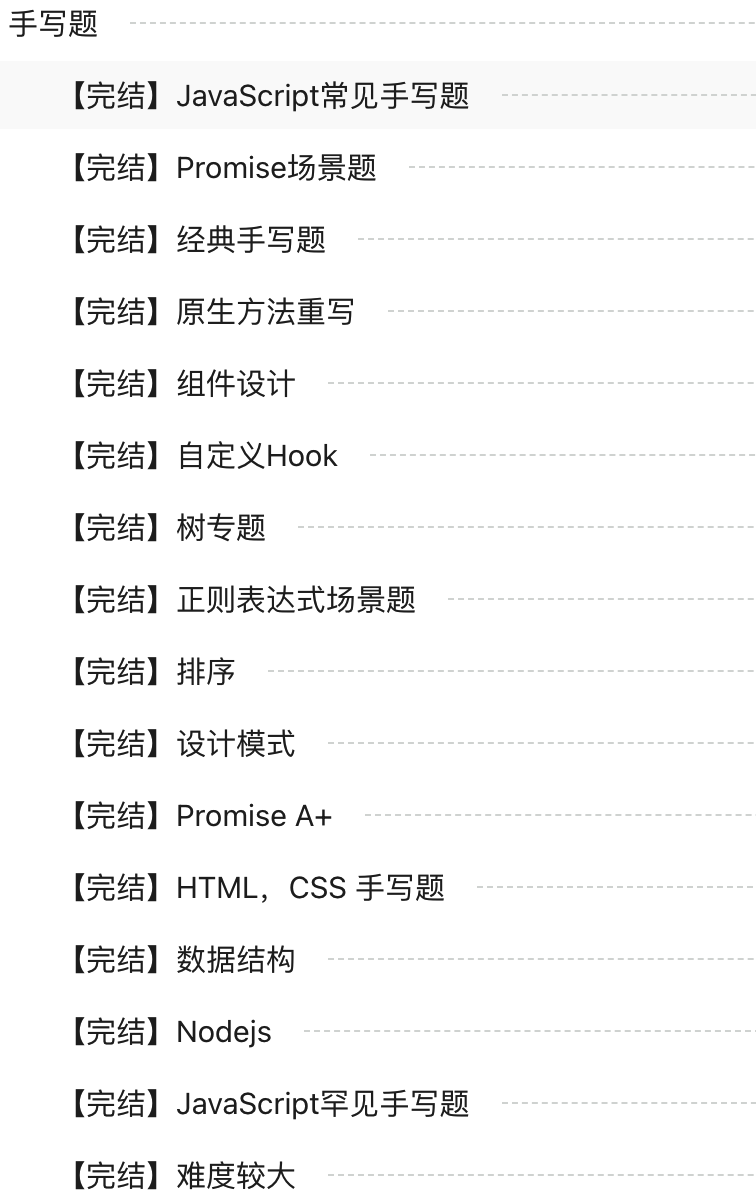 手写题
【完结】JavaScript常见手写题
【完结】Promise场景题
【完结】经典手写题
【完结】原生方法重写
【完结】组件设计
【完结】自定义Hook
【完结】树专题
【完结】正则表达式场景题
【完结】排序
【完结】设计模式
【完结】Promise A+
【完结】HTML，CSS 手写题
【完结】数据结构
【完结】Nodejs
【完结】JavaScript罕见手写题
【完结】难度较大